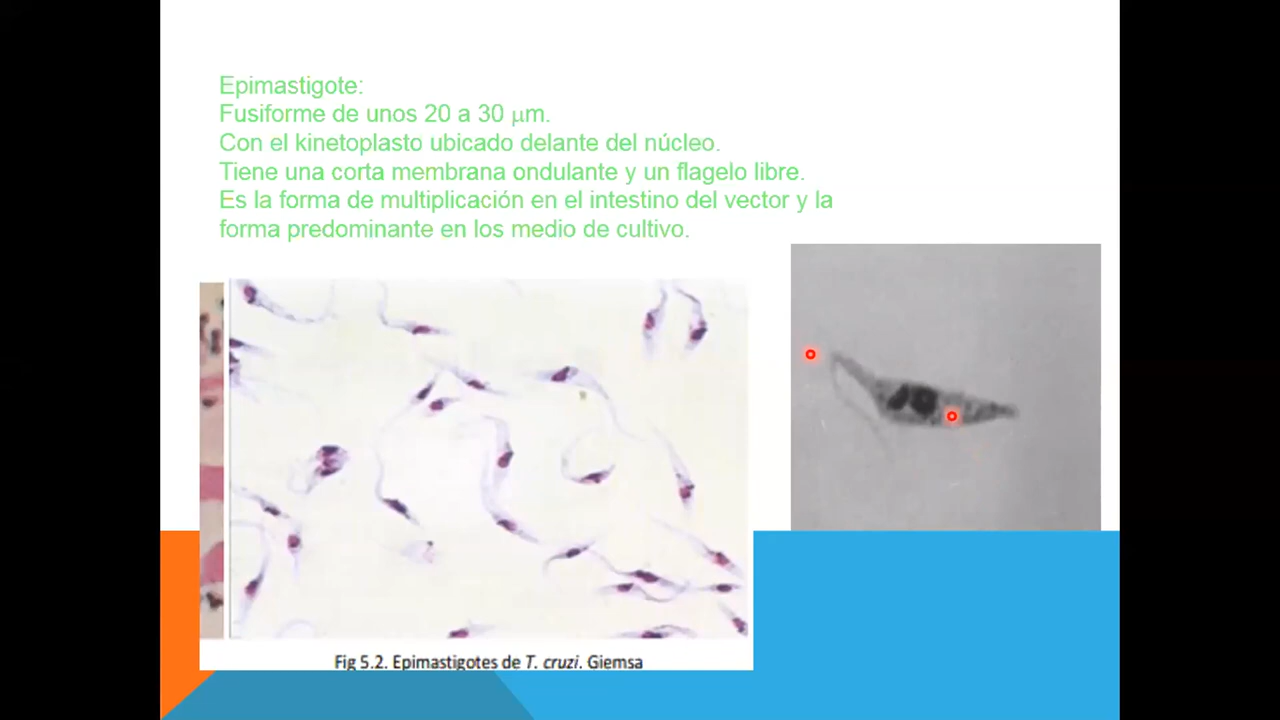 Epimastigote:
Fusiforme de unos 20 a 30 μm.
Con el kinetoplasto ubicado delante del núcleo.
Tiene una corta membrana ondulante y un flagelo libre.
Es la forma de multiplicación en el intestino del vector y la
forma predominante en los medio de cultivo.
Fig 5.2. Epimastigotes de T. cruzi. Giemsa